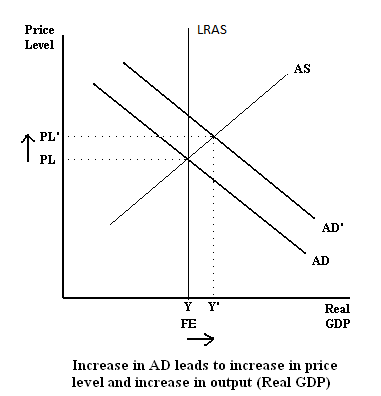 Price
Level
LRAS
AS
PL'
PL
AD'
AD
Y Y'
FE
Real
GDP
Increase in AD leads to increase in price
level and increase in output (Real GDP)